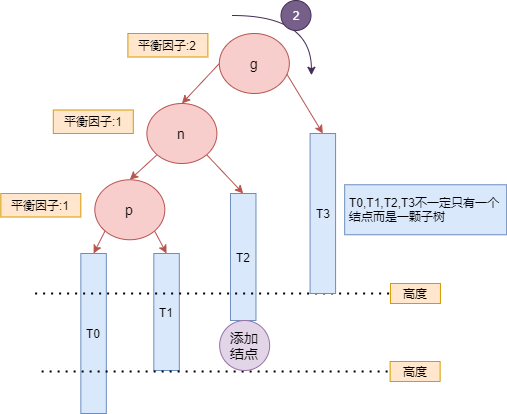 2
平衡因子:2
g
平衡因子:1
n
平衡因子:1
p
T0,T1,T2,T3不一定只有一个
结点而是一颗子树
T3
T2
高度
T1
T0
添加
结点
高度